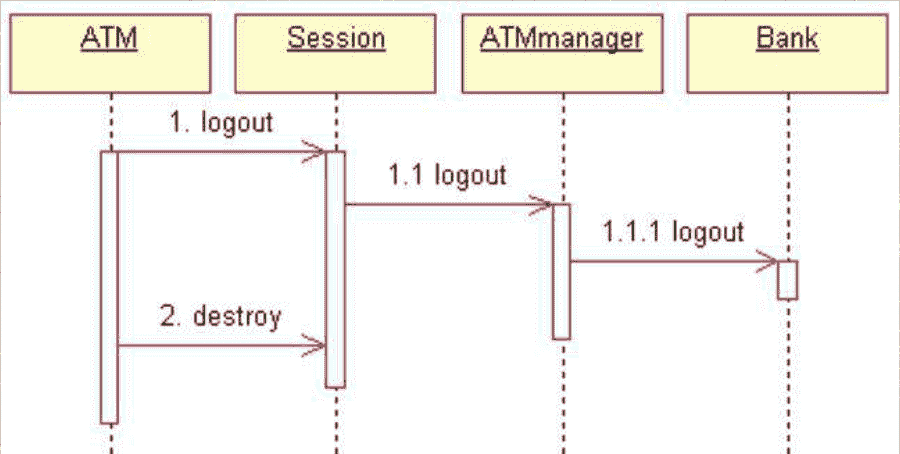 ATM
Session
ATMmanager
Bank
1. logout
1.1 logout
1.1.1 logout
2. destroy